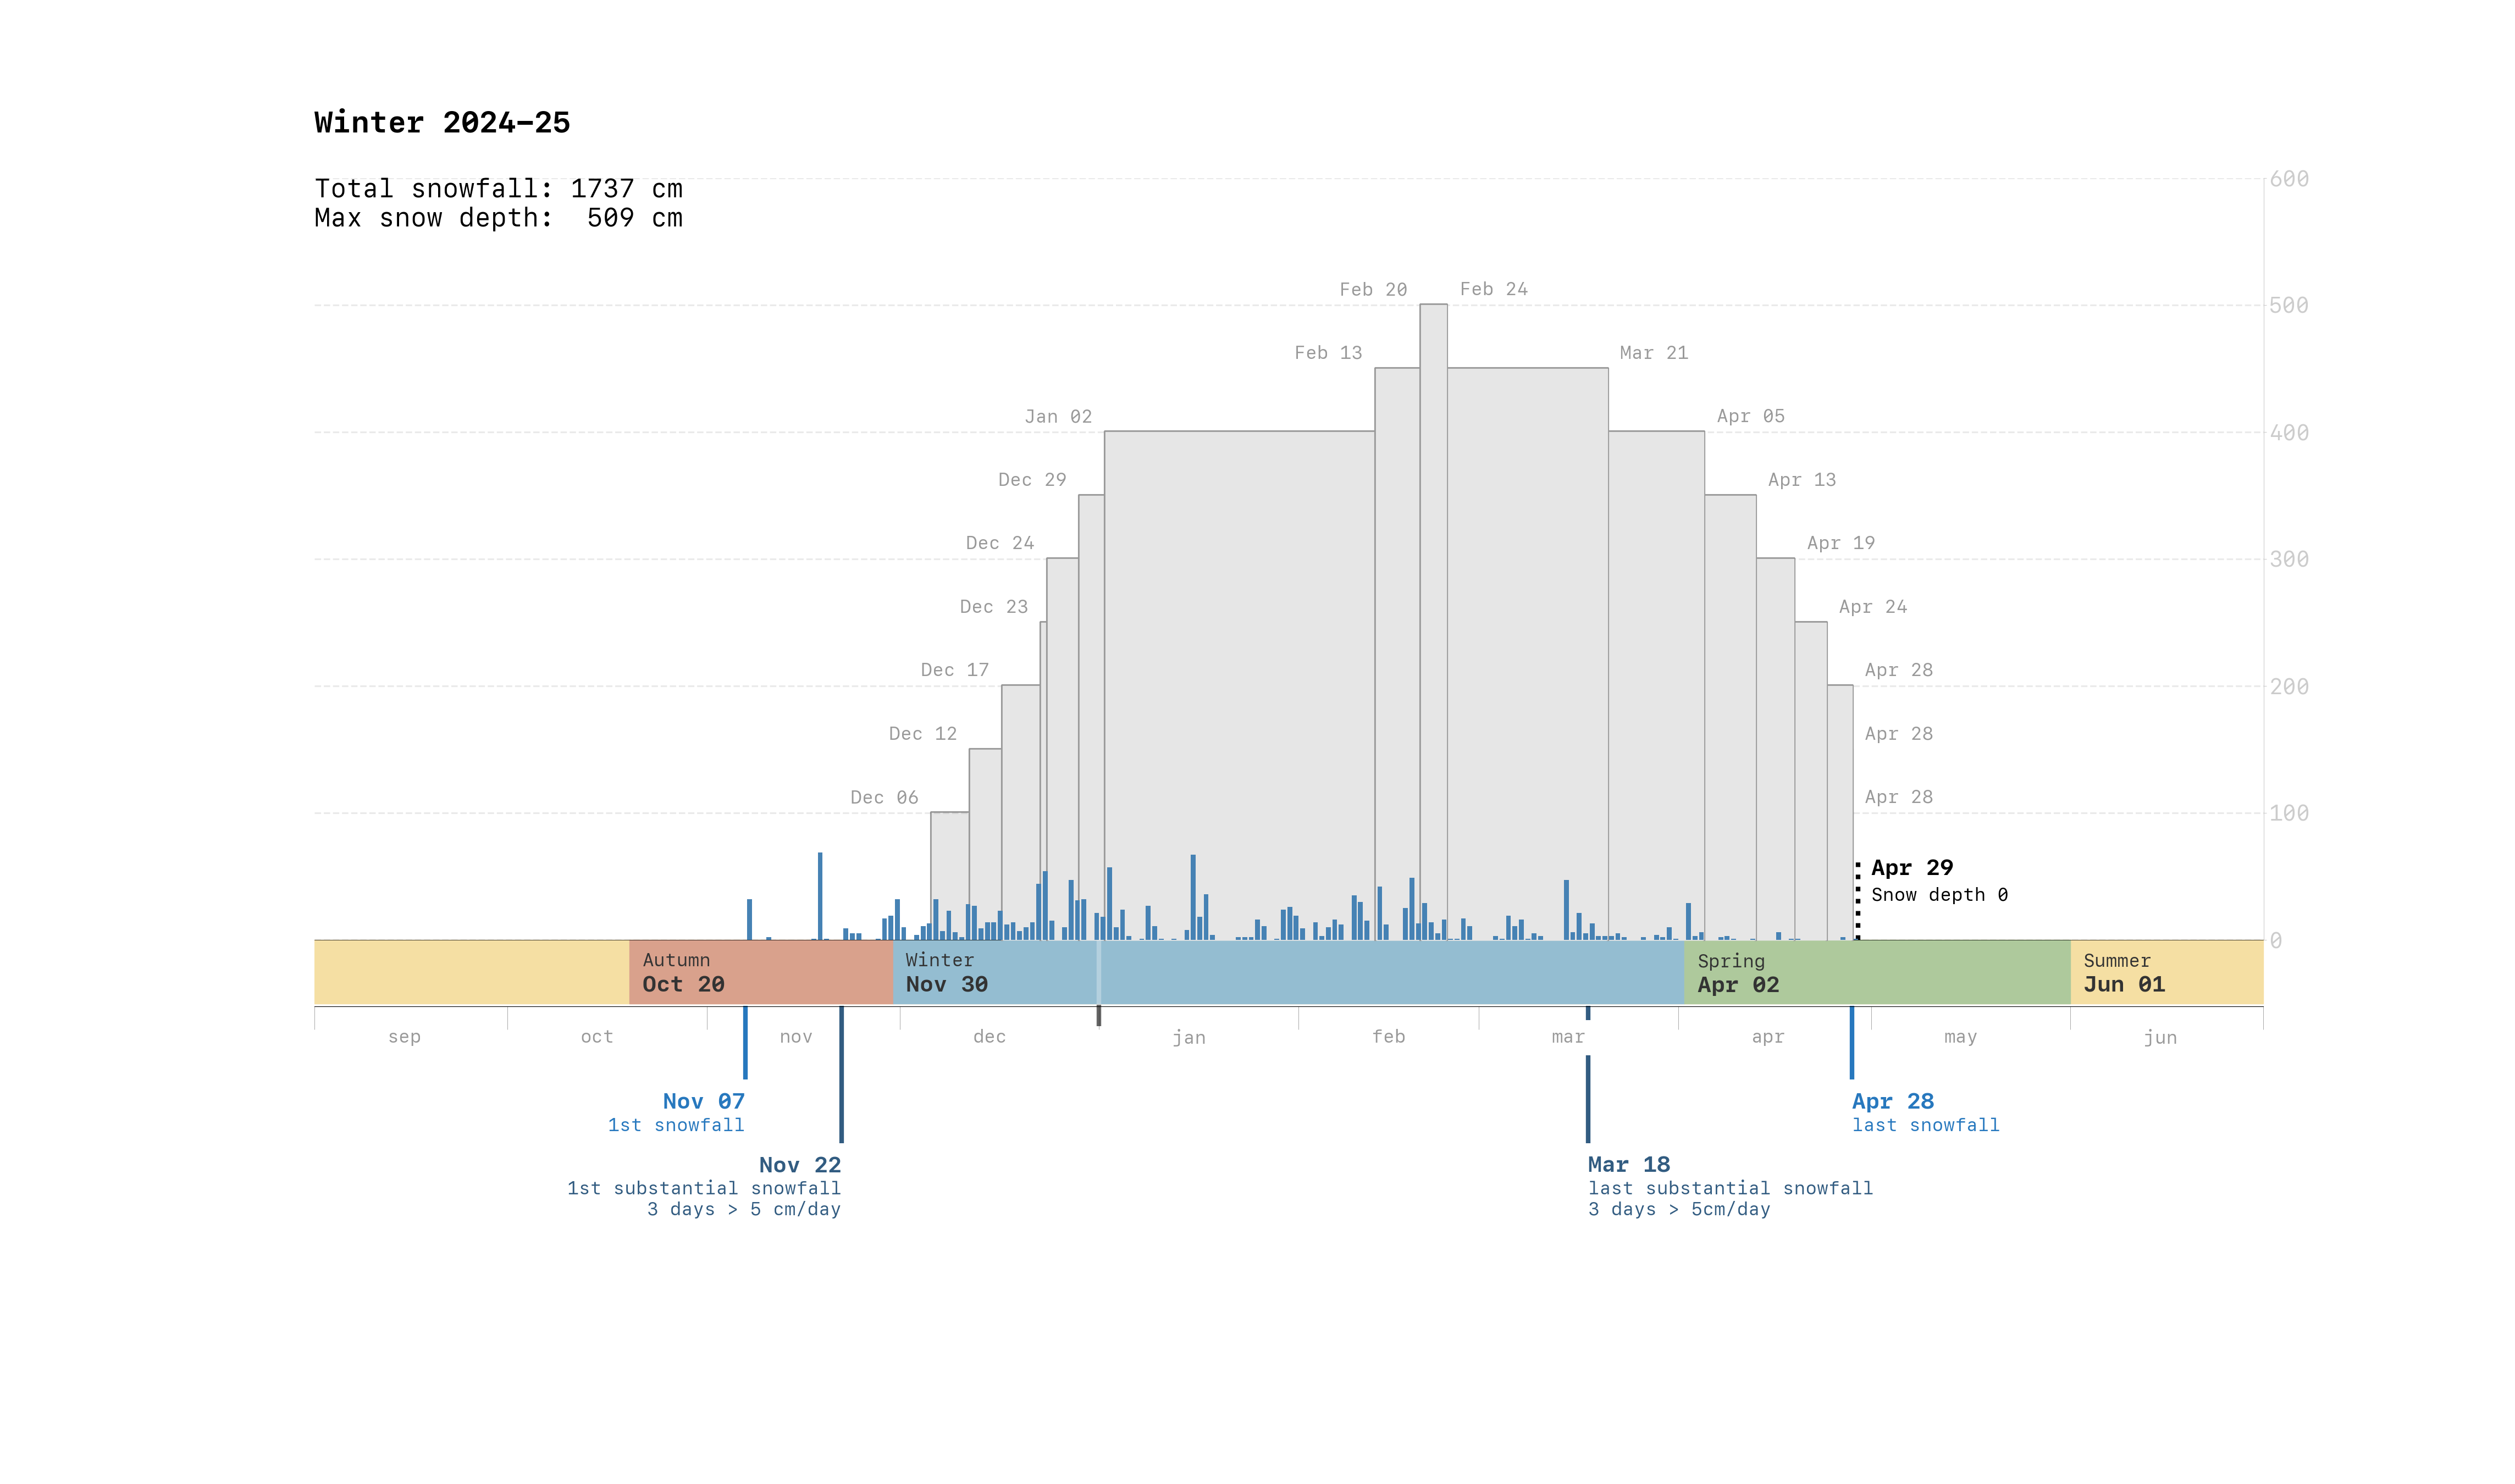 Winter 2024–25
Total snowfall: 1737 cm
Max snow depth:  509 cm
600
Feb 20
Feb 24
500
Feb 13
Mar 21
Jan 02
Apr 05
400
Dec 29
Apr 13
Dec 24
Apr 19
300
Dec 23
Apr 24
Dec 17
Apr 28
200
Dec 12
Apr 28
Dec 06
Apr 28
100
Apr 29
Snow depth 0
0
Autumn
Oct 20
Winter
Nov 30
Spring
Apr 02
Summer
Jun 01
sep
oct
nov
dec
jan
feb
mar
apr
may
jun
Nov 07
1st snowfall
Apr 28
last snowfall
Nov 22
1st substantial snowfall
3 days > 5 cm/day
Mar 18
last substantial snowfall
3 days > 5cm/day